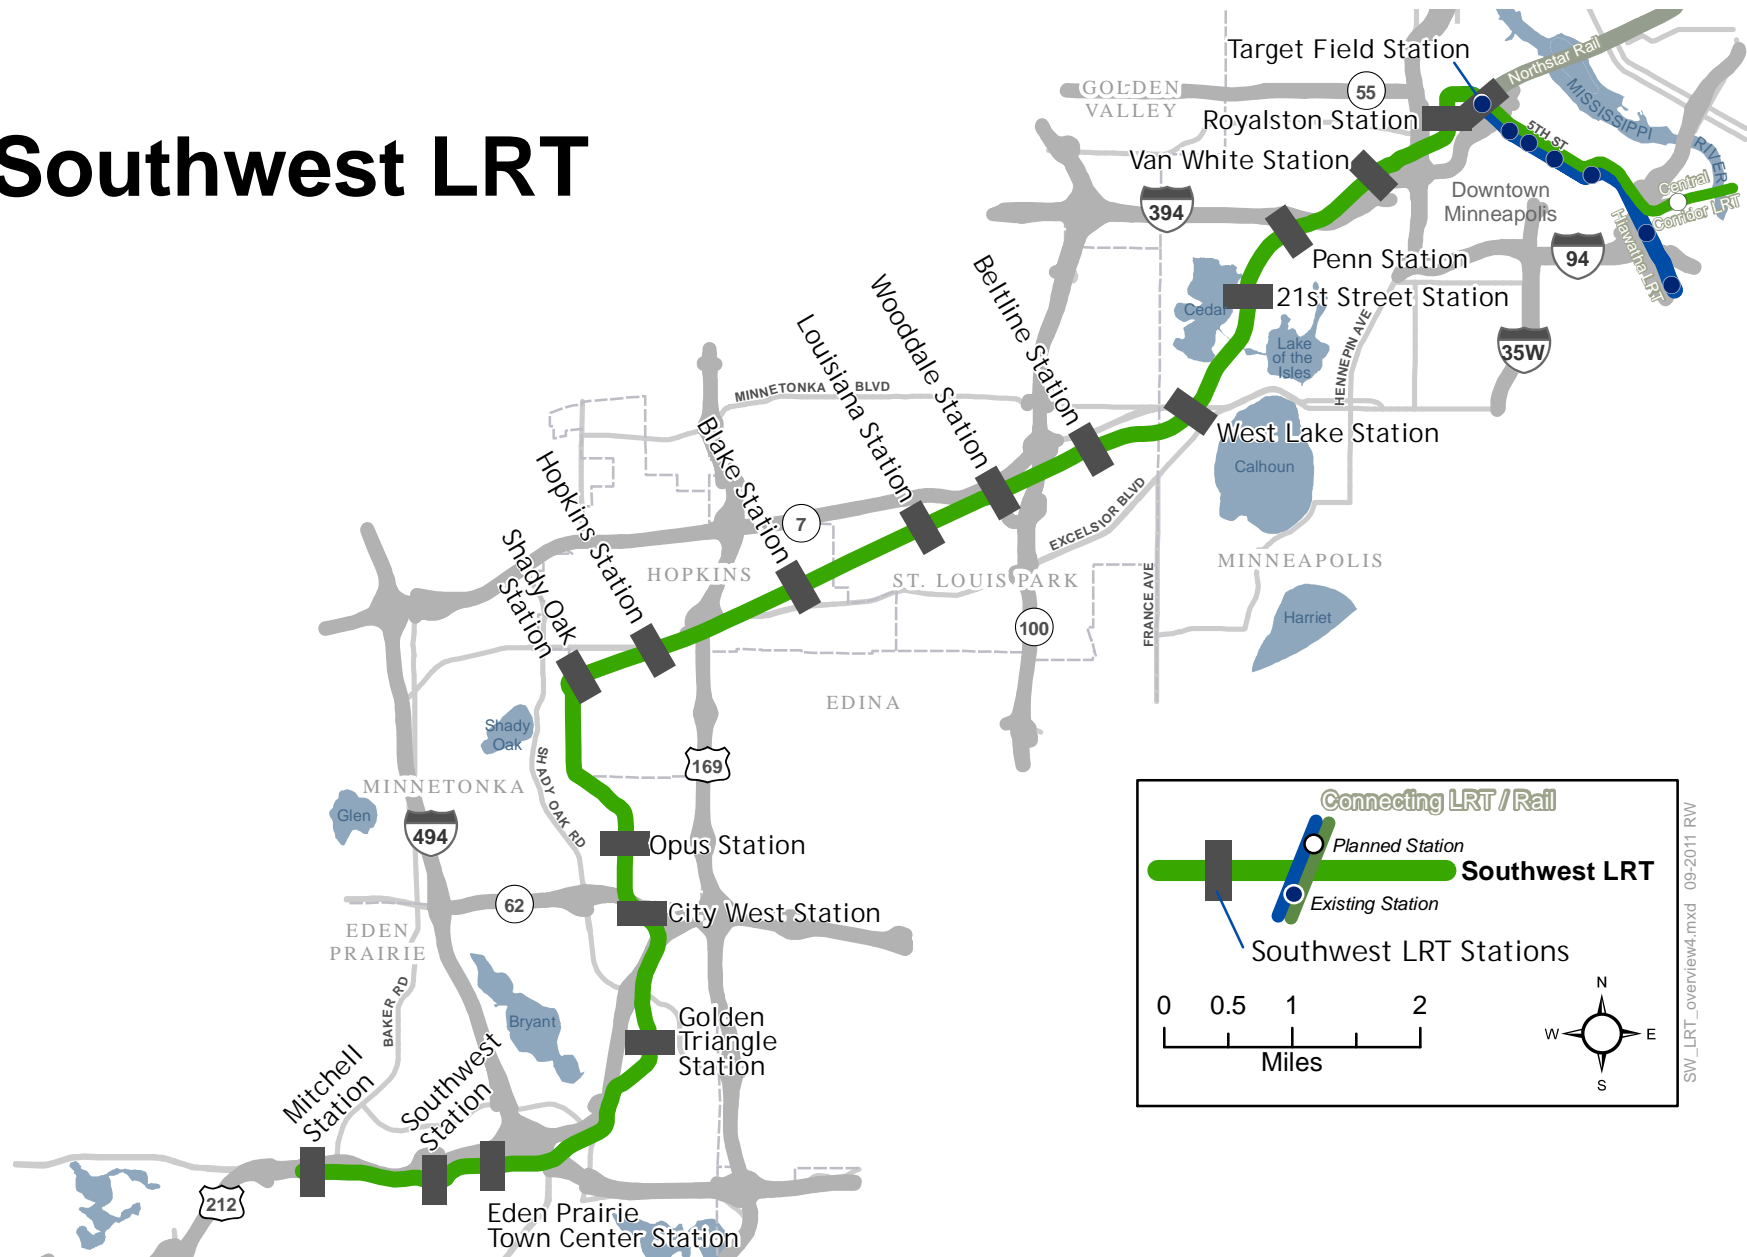 Southwest LRT
Target Field Station
Northstar Rail
MISSISSIPPI
RIVER
GOLDEN
VALLEY
55
Royalston Station
5TH ST
Van White Station
Downtown
Minneapolis
Central
Corridor LRT
Hiawatha LRT
394
94
Penn Station
21st Street Station
Cedar
Lake
of the
Isles
HENNEPIN AVE
35W
Beltline Station
Wooddale Station
Louisiana Station
MINNETONKA BLVD
Blake Station
Hopkins Station
Shady Oak
Station
West Lake Station
Calhoun
EXCELSIOR BLVD
7
HOPKINS
ST. LOUIS PARK
MINNEAPOLIS
FRANCE AVE
Harriet
100
EDINA
Shady
Oak
SHADY OAK RD
169
MINNETONKA
Glen
494
Opus Station
62
City West Station
EDEN
PRAIRIE
BAKER RD
Bryant
Golden
Triangle
Station
Mitchell
Station
Southwest
Station
212
Eden Prairie
Town Center Station
Connecting LRT / Rail
Planned Station
Southwest LRT
Existing Station
Southwest LRT Stations
0 0.5 1 2
Miles
N
W E
S
SW_LRT_overview4.mxd 09-2011 RW